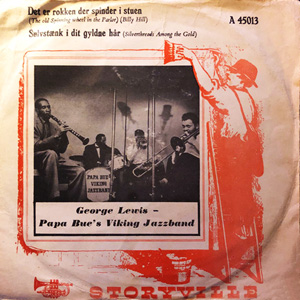 Det er rokken der spinder i stuen
(The old Spinning wheel in the Parlor) (Billy Hill)
A 45013
Sølvstænk i dit gyldne hår (Silverthreads Among the Gold)
PAPA BUE
VIKING
JAZZBAND
George Lewis –
Papa Bue's Viking Jazzband
STORYVILLE